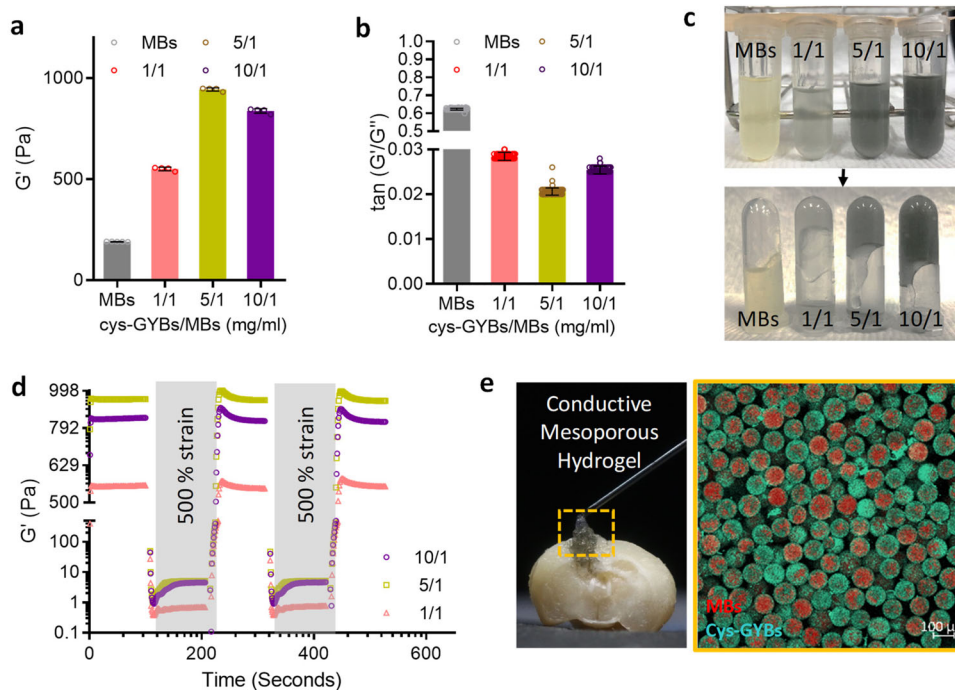 a
MBs
5/1
1/1
10/1
G' (Pa)
1000
500
0
MBs
1/1
5/1
10/1
cys-GYBs/MBs (mg/ml)
b
MBs
5/1
1/1
10/1
tan (G'/G")
1.0
0.9
0.8
0.7
0.6
0.5
0.03
0.02
0.01
0.00
MBs
1/1
5/1
10/1
cys-GYBs/MBs (mg/ml)
c
MBs 1/1 5/1 10/1
MBs 1/1 5/1 10/1
d
G' (Pa)
998
792
629
500
100
10
1
0.1
500 % strain
500 % strain
10/1
5/1
1/1
0
200
400
600
Time (Seconds)
e
Conductive
Mesoporous
Hydrogel
MBs
Cys-GYBs
100 µ